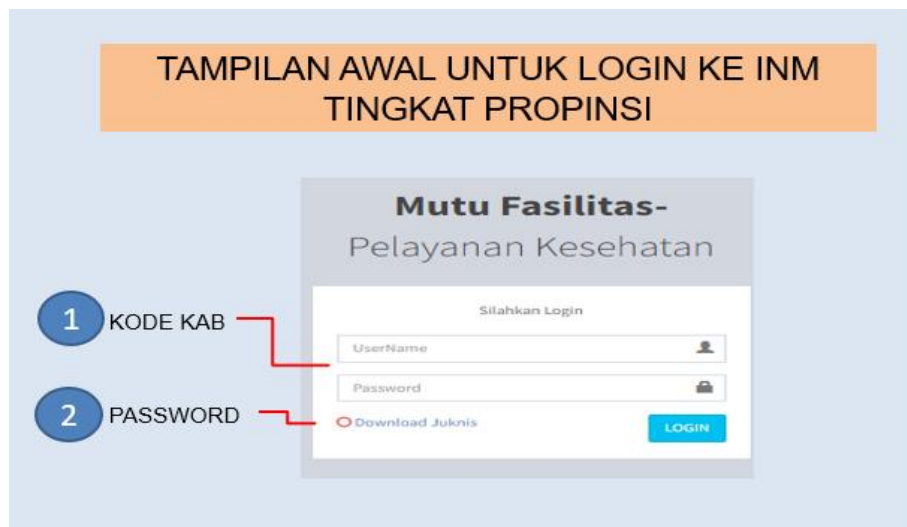 TAMPILAN AWAL UNTUK LOGIN KE INM
TINGKAT PROPINSI
Mutu Fasilitas-
Pelayanan Kesehatan
Silahkan Login
1 KODE KAB
UserName
Password
2 PASSWORD
Download Juknis
LOGIN